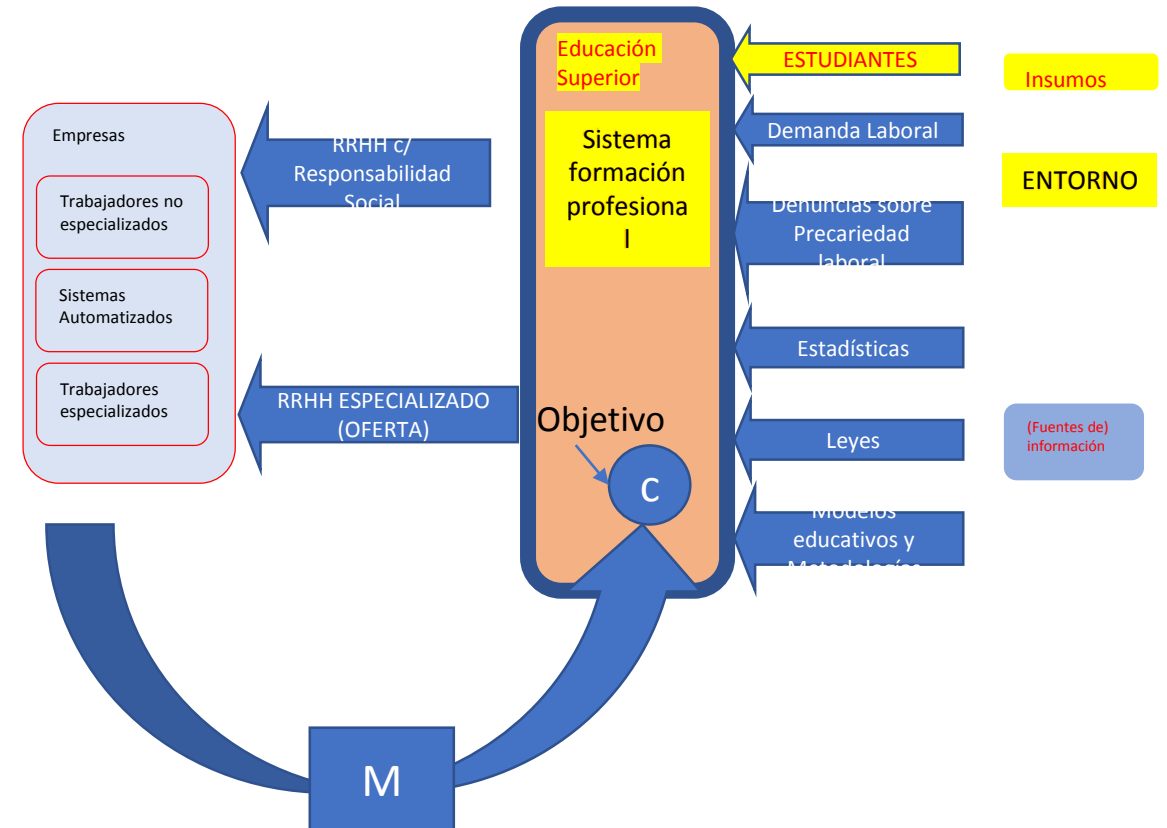 Educación
Superior
Sistema
formación
profesiona
l
Objetivo
c
Empresas
Trabajadores no
especializados
Sistemas
Automatizados
Trabajadores
especializados
RRHH c/
Responsabilidad
Social
RRHH ESPECIALIZADO
(OFERTA)
ESTUDIANTES
Demanda Laboral
Denuncias sobre
Precariedad
laboral
Estadísticas
Leyes
Modelos
educativos y
Metodologías
Insumos
ENTORNO
(Fuentes de)
información
M